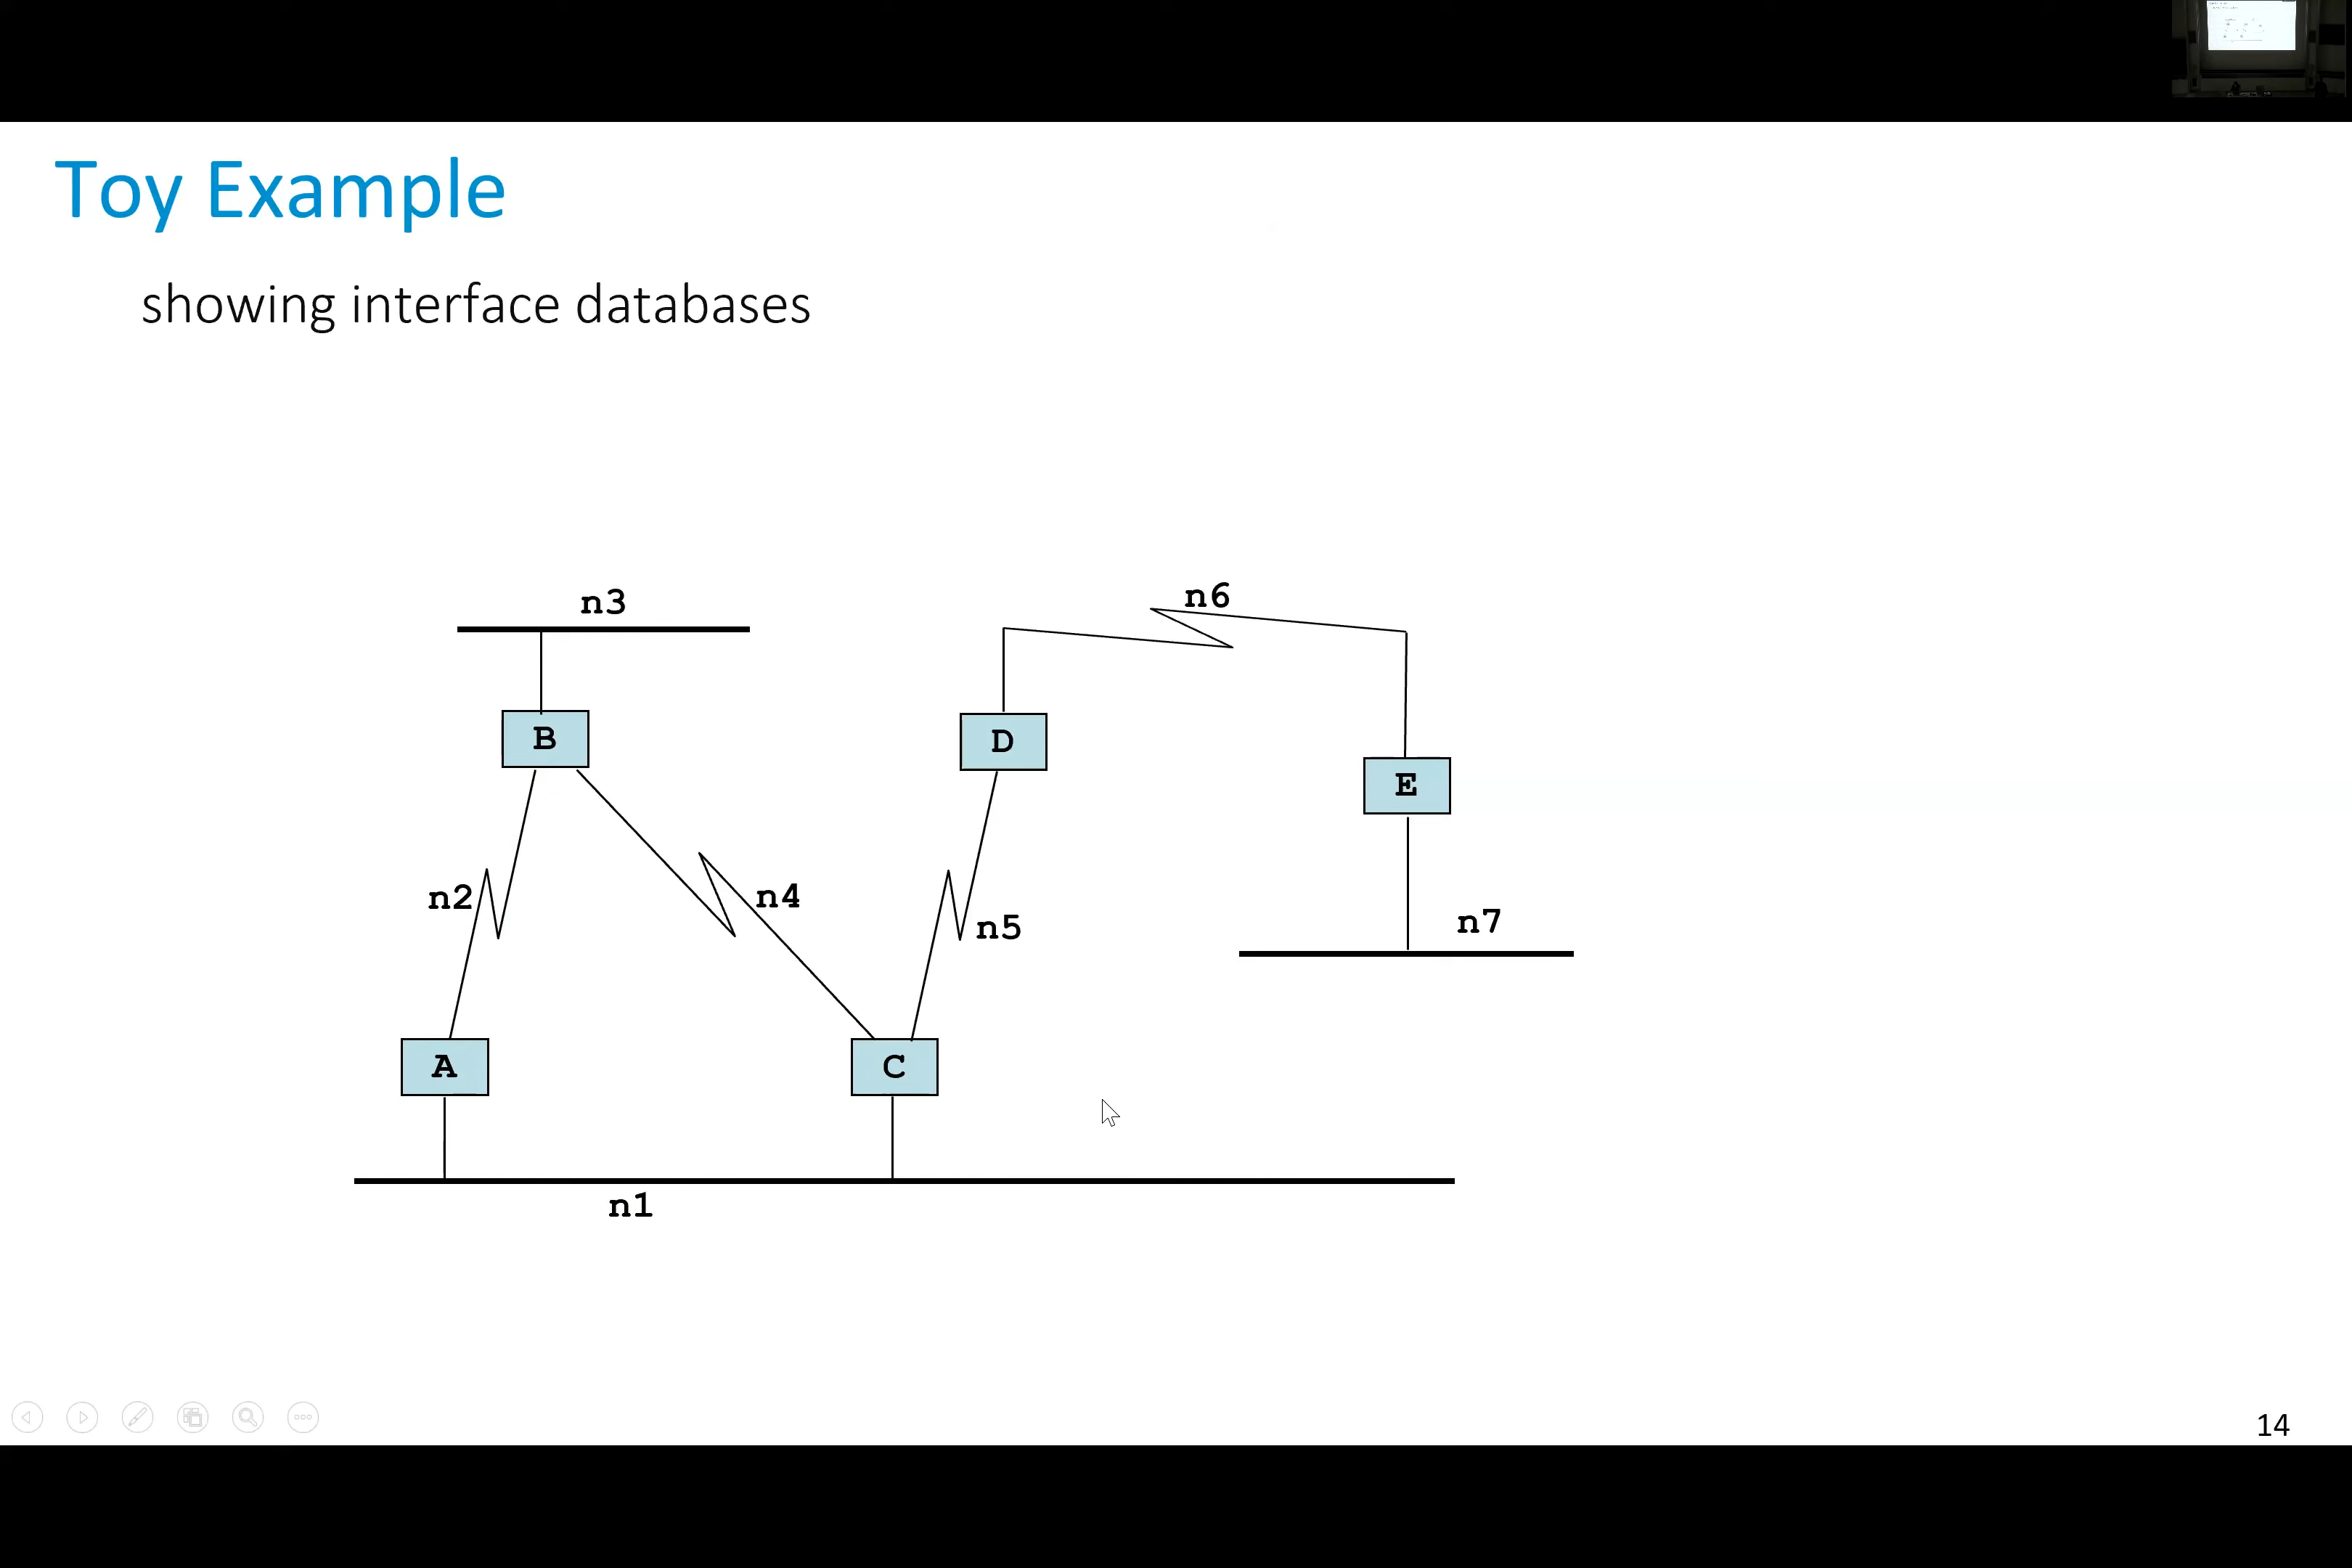 Toy Example
showing interface databases
n3
n6
B
D
E
n2
n4
n5
n7
A
C
n1
14